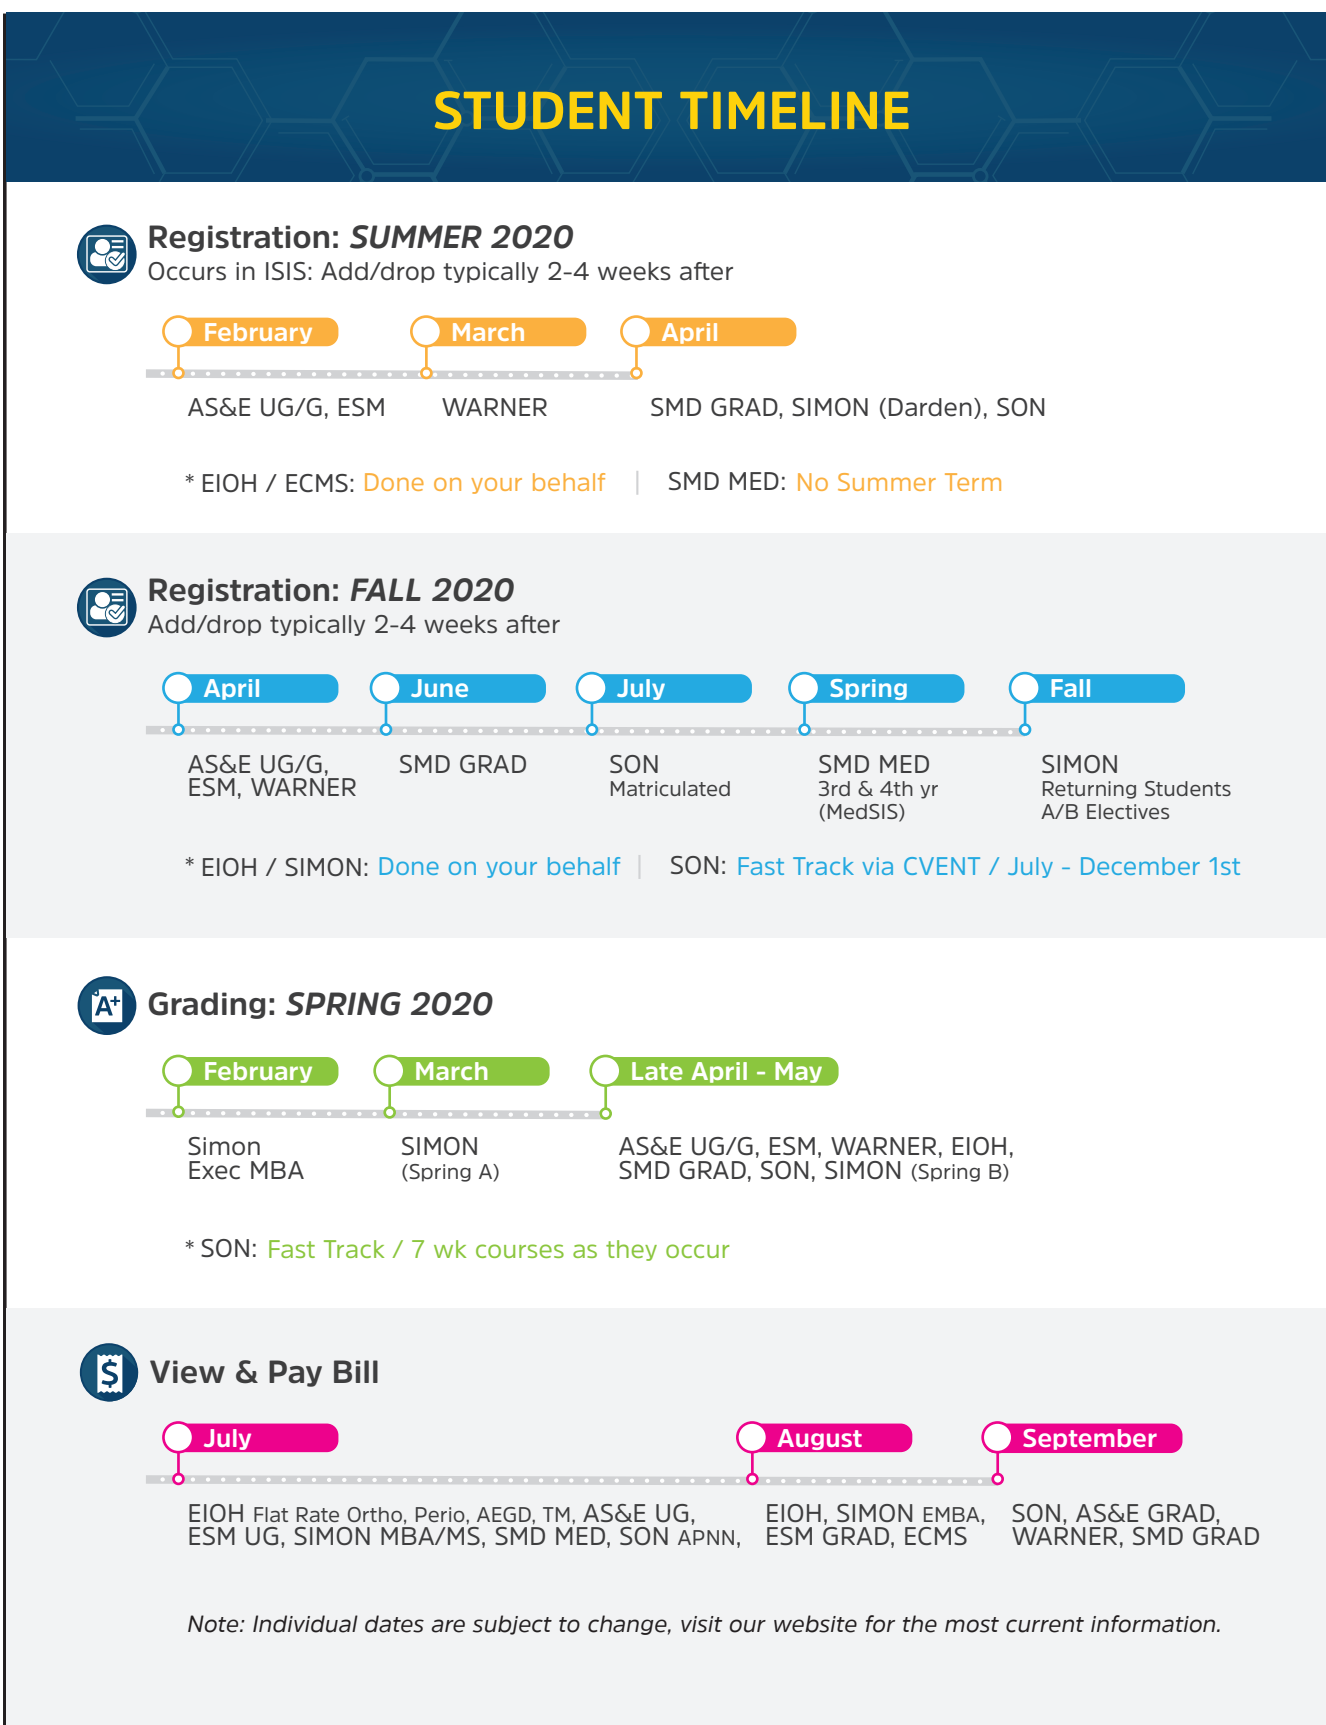 STUDENT TIMELINE
Registration: SUMMER 2020
Occurs in ISIS: Add/drop typically 2-4 weeks after
February
March
April
AS&E UG/G, ESM
WARNER
SMD GRAD, SIMON (Darden), SON
* EIOH / ECMS: Done on your behalf | SMD MED: No Summer Term
Registration: FALL 2020
Add/drop typically 2-4 weeks after
April
June
July
Spring
Fall
AS&E UG/G,
ESM, WARNER
SMD GRAD
SON
Matriculated
SMD MED
3rd & 4th yr
(MedSIS)
SIMON
Returning Students
A/B Electives
* EIOH / SIMON: Done on your behalf | SON: Fast Track via CVENT / July - December 1st
A+
Grading: SPRING 2020
February
March
Late April - May
Simon
Exec MBA
SIMON
(Spring A)
AS&E UG/G, ESM, WARNER, EIOH,
SMD GRAD, SON, SIMON (Spring B)
* SON: Fast Track / 7 wk courses as they occur
$
View & Pay Bill
July
August
September
EIOH Flat Rate Ortho, Perio, AEGD, TM, AS&E UG,
ESM UG, SIMON MBA/MS, SMD MED, SON APNN,
EIOH, SIMON EMBA,
ESM GRAD, ECMS
SON, AS&E GRAD,
WARNER, SMD GRAD
Note: Individual dates are subject to change, visit our website for the most current information.